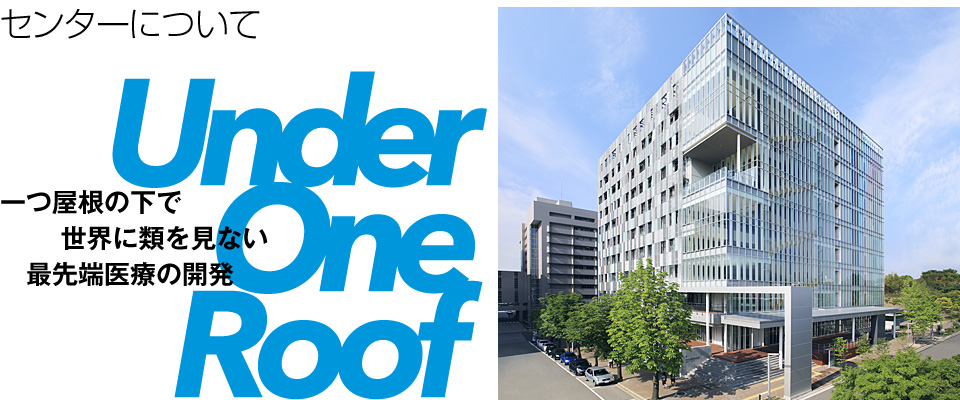 センターについて
Under
One
Roof
一つ屋根の下で
世界に類を見ない
最先端医療の開発